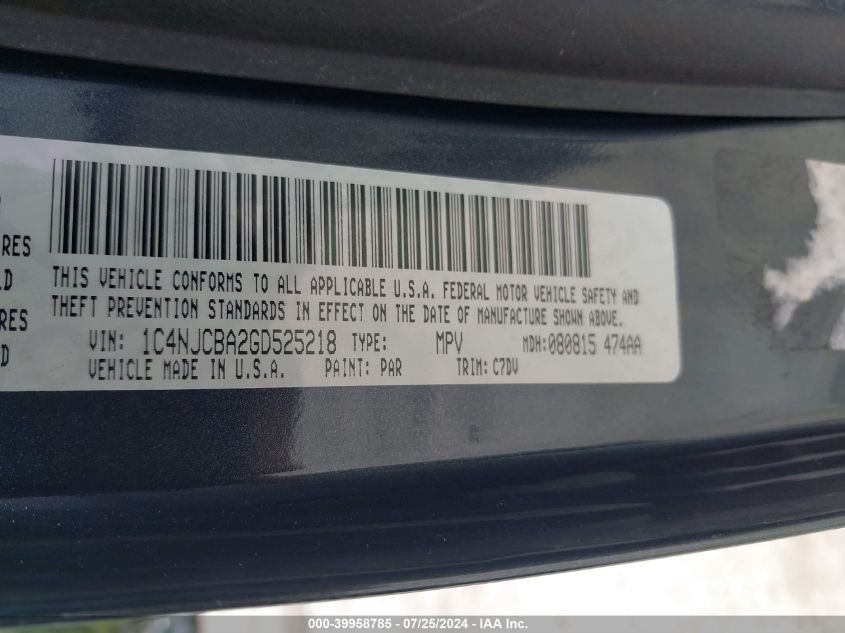 RES
LD
RES
D
THIS VEHICLE CONFORMS TO ALL APPLICABLE U.S.A. FEDERAL MOTOR VEHICLE SAFETY AND
THEFT PREVENTION STANDARDS IN EFFECT ON THE DATE OF MANUFACTURE SHOWN ABOVE.
VIN: 1C4NJCBA2GD525218 TYPE: MPV MDH:080815 474AA
VEHICLE MADE IN U.S.A. PAINT: PAR TRIM: C7DV
000-39958785 - 07/25/2024 - IAA Inc.